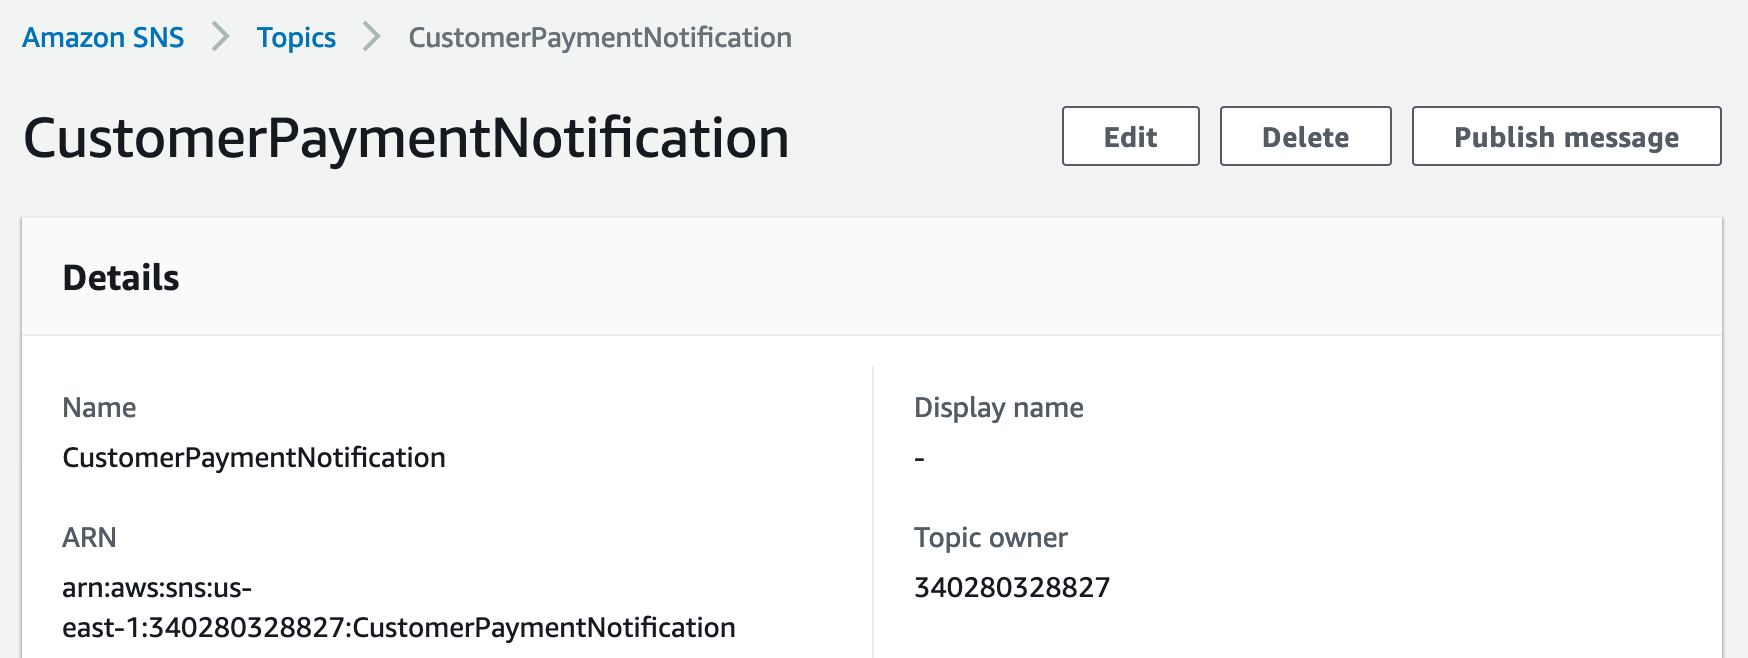 Amazon SNS > Topics > CustomerPaymentNotification
CustomerPaymentNotification
Edit
Delete
Publish message
Details
Name
CustomerPaymentNotification
Display name
-
ARN
arn:aws:sns:us-
east-1:340280328827:CustomerPaymentNotification
Topic owner
340280328827